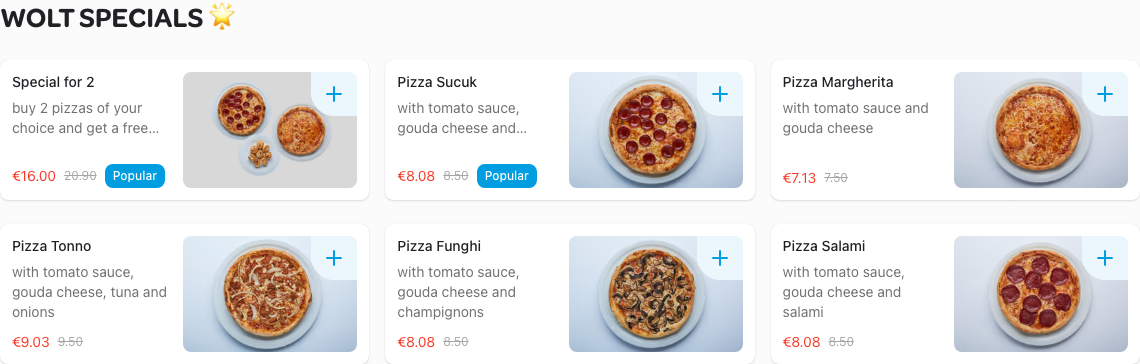 WOLT SPECIALS 🌟
Special for 2
buy 2 pizzas of your
choice and get a free...
€16.00 20.90 Popular
Pizza Sucuk
with tomato sauce,
gouda cheese and...
€8.08 8.50 Popular
Pizza Margherita
with tomato sauce and
gouda cheese
€7.13 7.50
Pizza Tonno
with tomato sauce,
gouda cheese, tuna and
onions
€9.03 9.50
Pizza Funghi
with tomato sauce,
gouda cheese and
champignons
€8.08 8.50
Pizza Salami
with tomato sauce,
gouda cheese and
salami
€8.08 8.50